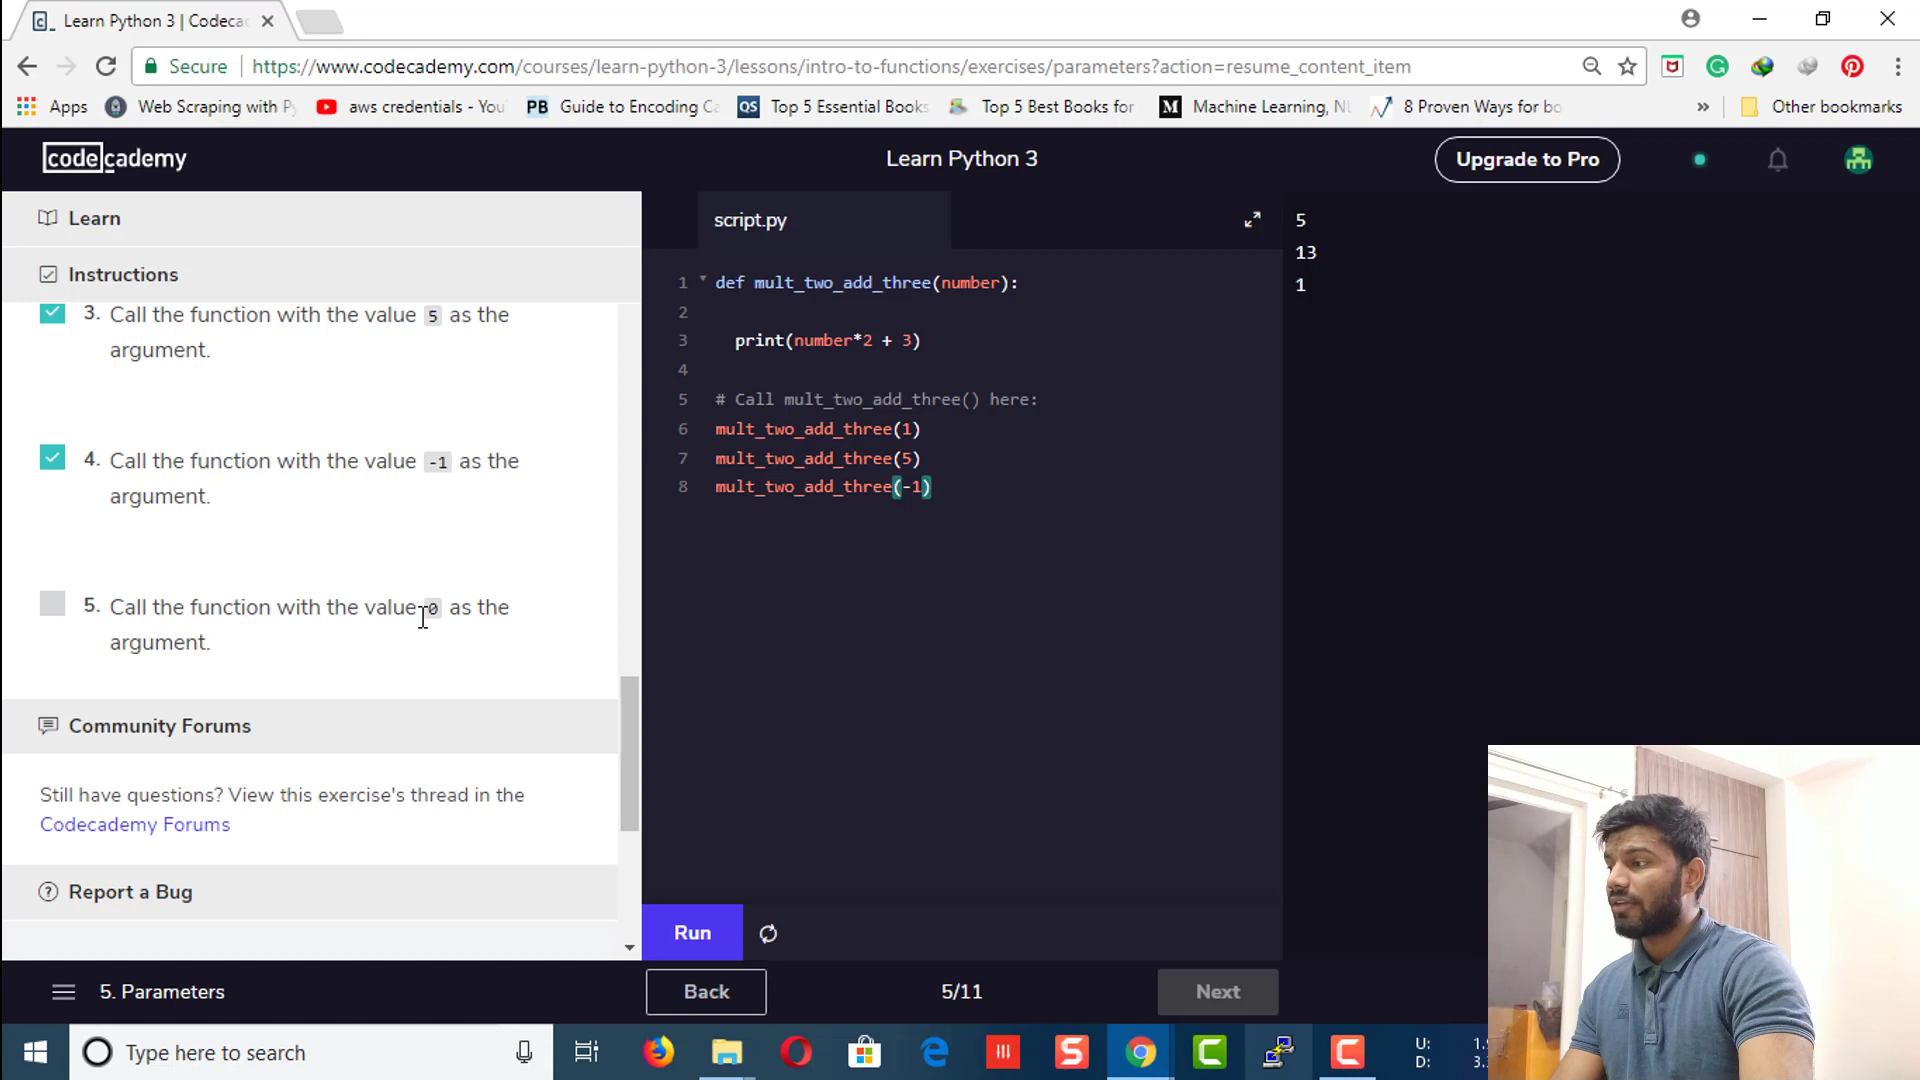 Learn Python 3 | Codeca
Secure
https://www.codecademy.com/courses/learn-python-3/lessons/intro-to-functions/exercises/parameters?action=resume_content_item
Apps
Web Scraping with Py
aws credentials - You
PB Guide to Encoding Ca
QS Top 5 Essential Books
Top 5 Best Books for
M Machine Learning, NL
8 Proven Ways for bo
»
Other bookmarks
codecademy
Learn Python 3
Upgrade to Pro
Learn
Instructions
3. Call the function with the value 5 as the
argument.
4. Call the function with the value -1 as the
argument.
5. Call the function with the value 0 as the
argument.
Community Forums
Still have questions? View this exercise's thread in the
Codecademy Forums
Report a Bug
script.py
1 def mult_two_add_three(number):
2
3 print(number*2 + 3)
4
5 # Call mult_two_add_three() here:
6 mult_two_add_three(1)
7 mult_two_add_three(5)
8 mult_two_add_three(-1)
Run
5
13
1
5. Parameters
Back
5/11
Next
Type here to search
U:
D: